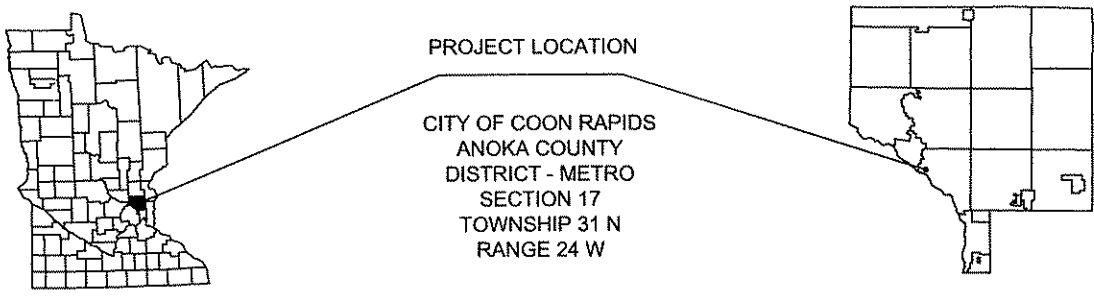 PROJECT LOCATION
CITY OF COON RAPIDS
ANOKA COUNTY
DISTRICT - METRO
SECTION 17
TOWNSHIP 31 N
RANGE 24 W